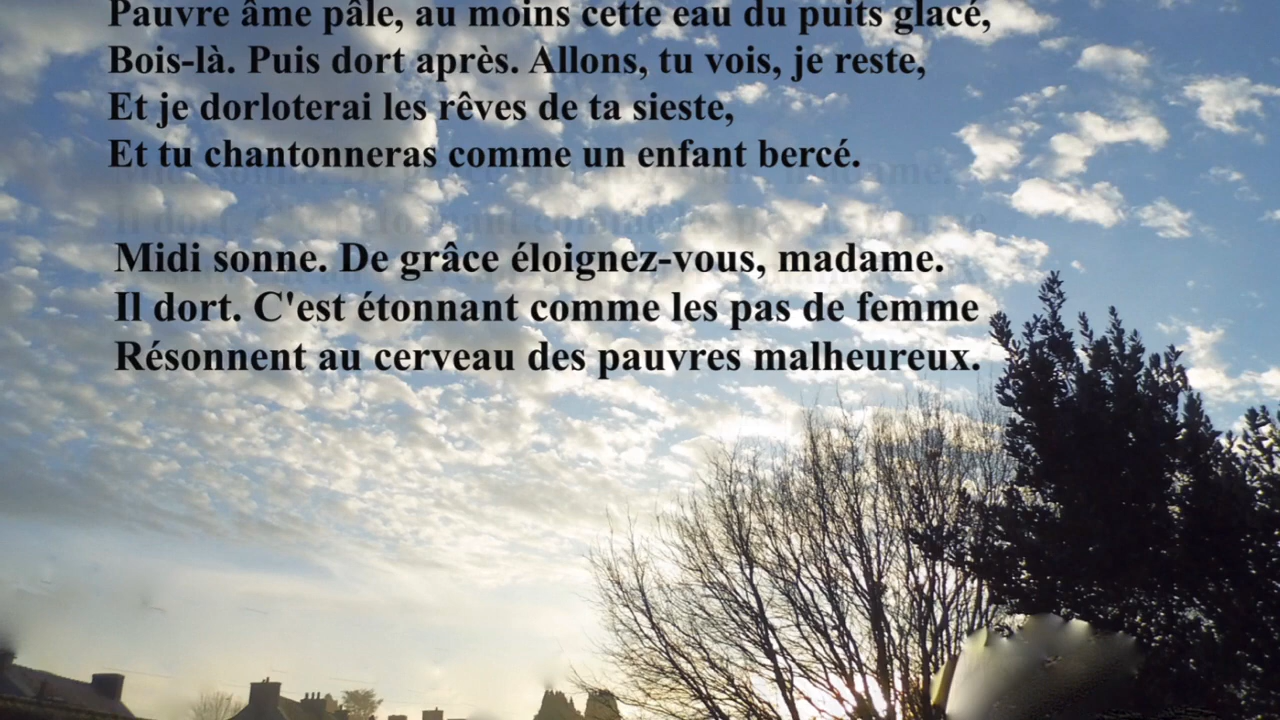 Pauvre âme pâle, au moins cette eau du puits glacé,
Bois-là. Puis dort après. Allons, tu vois, je reste,
Et je dorloterai les rêves de ta sieste,
Et tu chantonneras comme un enfant bercé.
Midi sonne. De grâce éloignez-vous, madame.
Il dort. C'est étonnant comme les pas de femme
Résonnent au cerveau des pauvres malheureux.